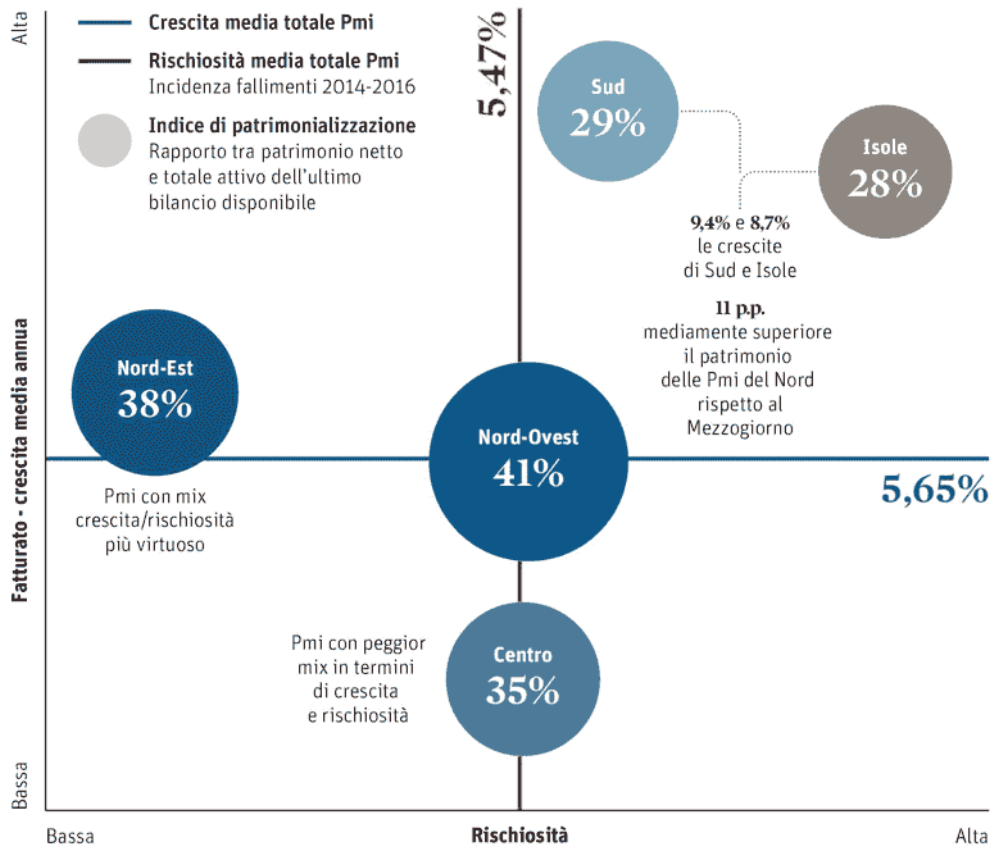 Alta
Crescita media totale Pmi
Rischiosità media totale Pmi
Incidenza fallimenti 2014-2016
Indice di patrimonializzazione
Rapporto tra patrimonio netto
e totale attivo dell'ultimo
bilancio disponibile
5,47%
Sud
29%
Isole
28%
9,4% e 8,7%
le crescite
di Sud e Isole
11 p.p.
mediamente superiore
il patrimonio
delle Pmi del Nord
rispetto al
Mezzogiorno
Nord-Est
38%
Pmi con mix
crescita/rischiosità
più virtuoso
Nord-Ovest
41%
5,65%
Fatturato - crescita media annua
Pmi con peggior
mix in termini
di crescita
e rischiosità
Centro
35%
Bassa
Bassa
Rischiosità
Alta